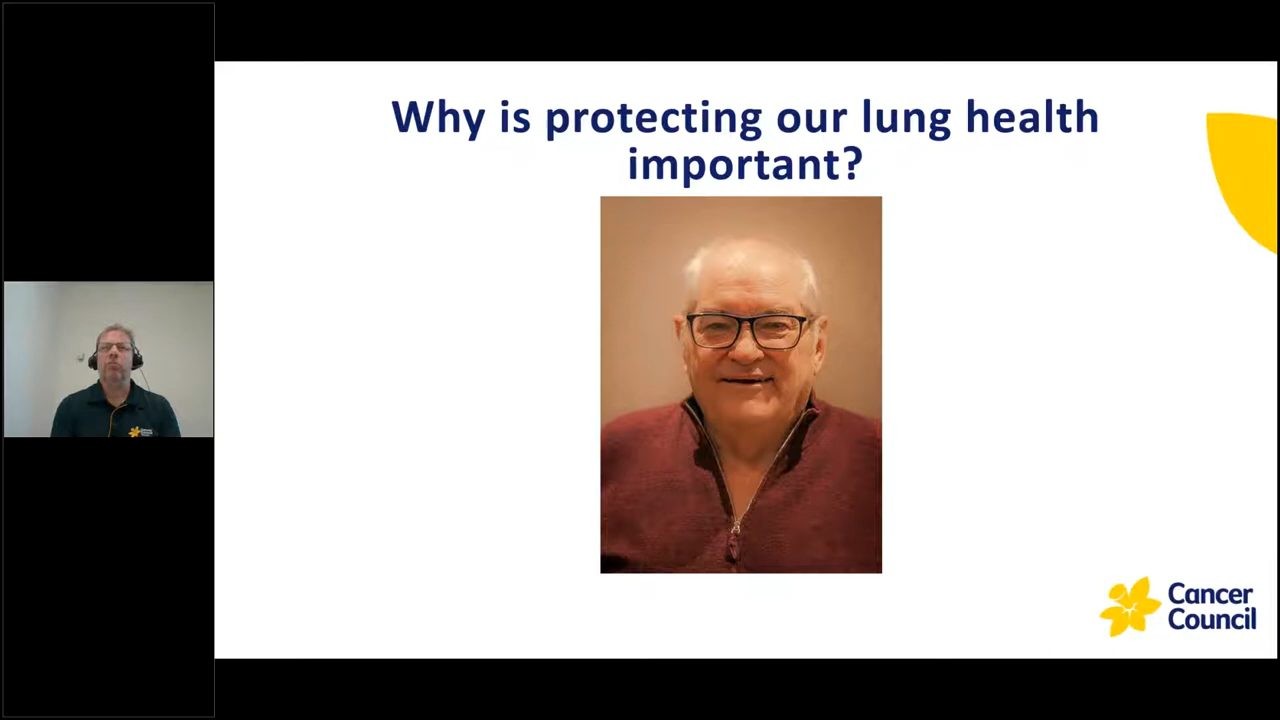 Why is protecting our lung health
important?
Cancer
Council